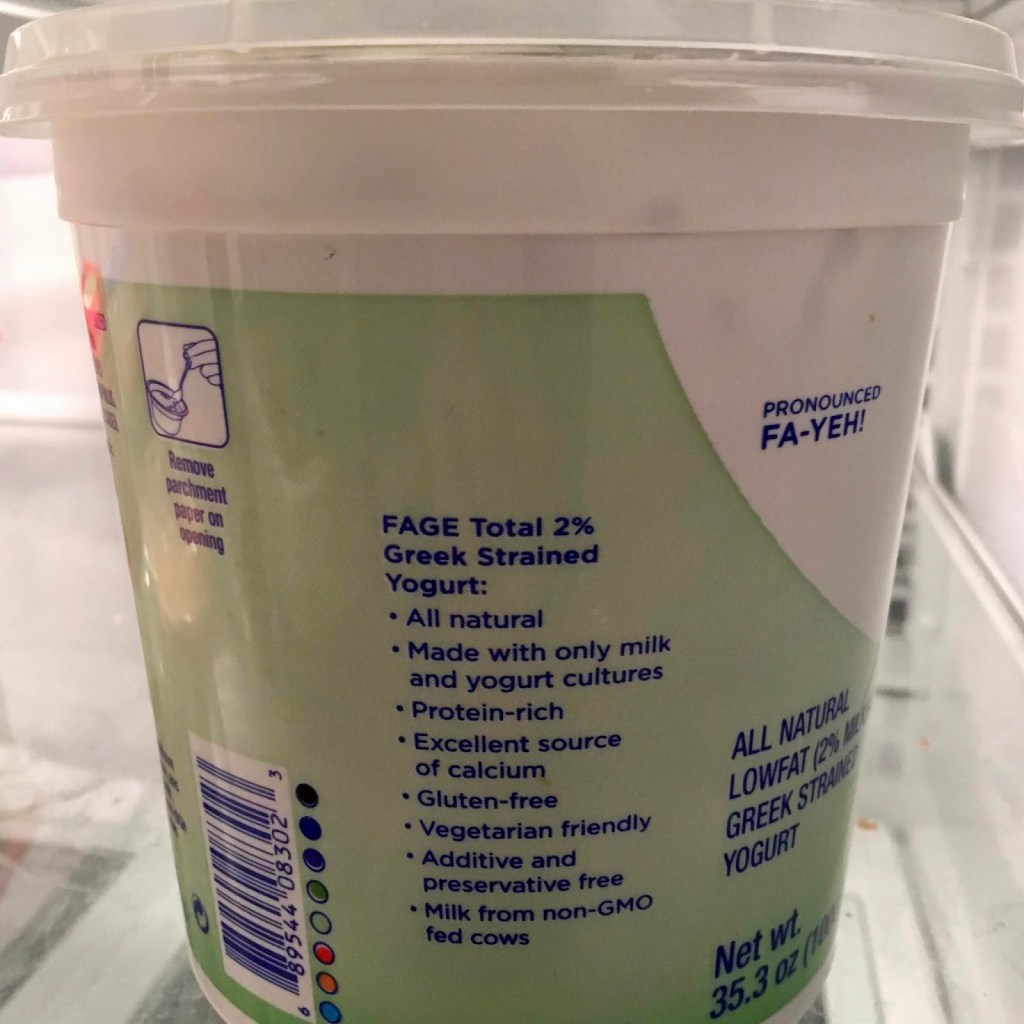 Remove
parchment
paper on
opening
PRONOUNCED
FA-YEH!
FAGE Total 2%
Greek Strained
Yogurt:
• All natural
• Made with only milk
and yogurt cultures
• Protein-rich
• Excellent source
of calcium
• Gluten-free
• Vegetarian friendly
• Additive and
preservative free
• Milk from non-GMO
fed cows
ALL NATURAL
LOWFAT (2%
GREEK STRAINED
YOGURT
Net wt.
35.3 oz
6 89544 08302 3